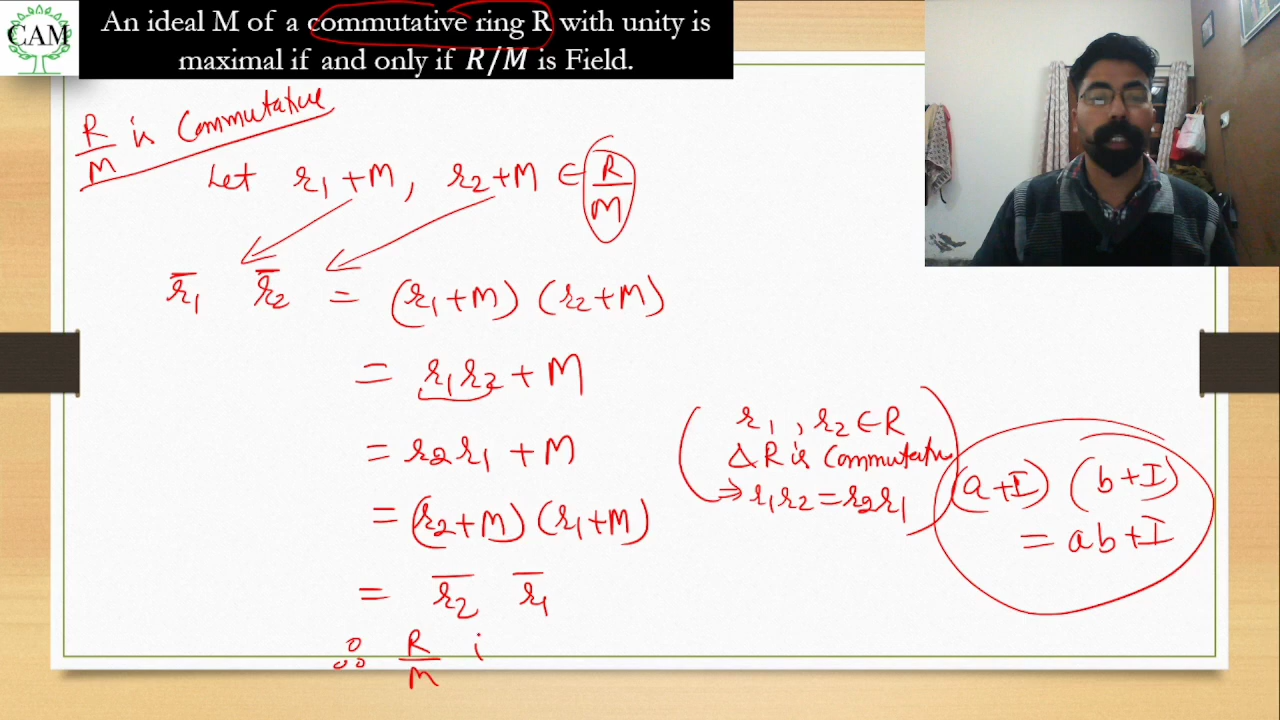 CAM
An ideal M of a commutative ring R with unity is
maximal if and only if R/M is Field.
R/M is Commutative
Let r₁ + M, r₂ + M ∈ R/M
r̄₁ r̄₂ = (r₁ + M) (r₂ + M)
= r₁r₂ + M
= r₂r₁ + M
= (r₂ + M) (r₁ + M)
= r̄₂ r̄₁
∴ R/M i
r₁, r₂ ∈ R
& R is Commutative
⇒ r₁r₂ = r₂r₁
(a + I) (b + I)
= ab + I